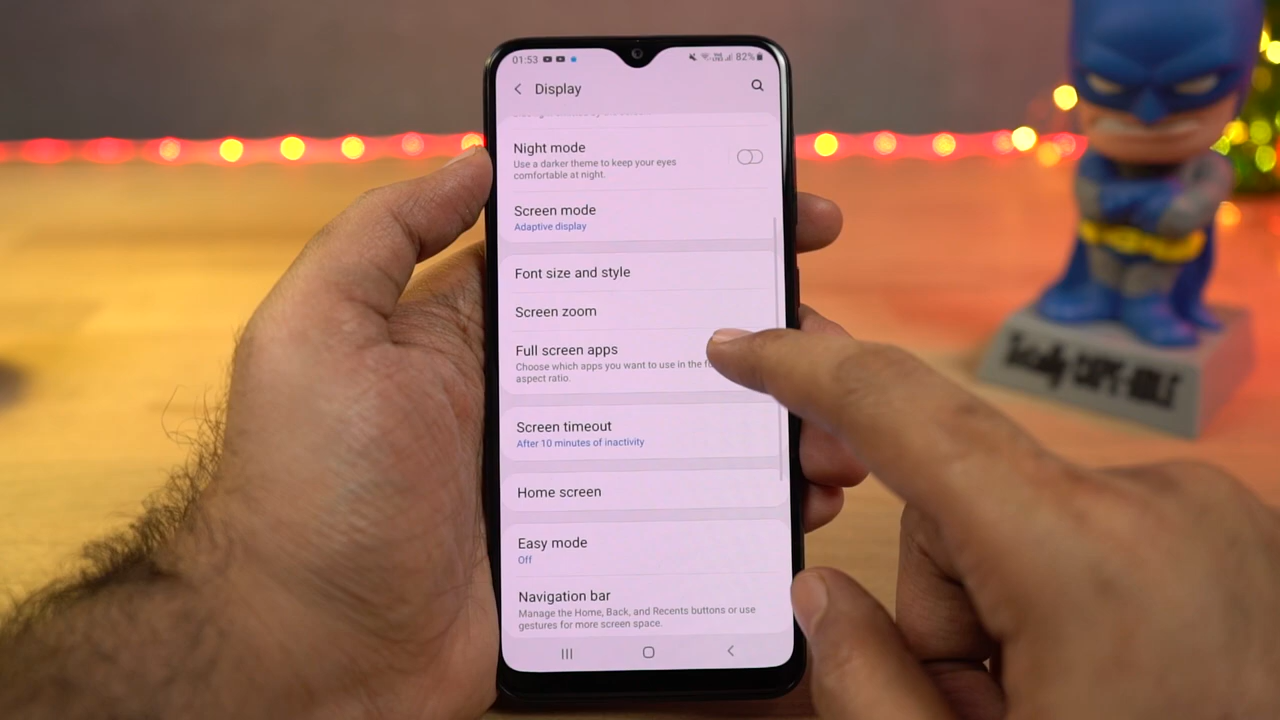 01:53 82%
Display
Night mode
Use a darker theme to keep your eyes
comfortable at night.
Screen mode
Adaptive display
Font size and style
Screen zoom
Full screen apps
Choose which apps you want to use in the
aspect ratio.
Screen timeout
After 10 minutes of inactivity
Home screen
Easy mode
Off
Navigation bar
Manage the Home, Back, and Recents buttons or use
gestures for more screen space.
Totally CAPE-ABLE